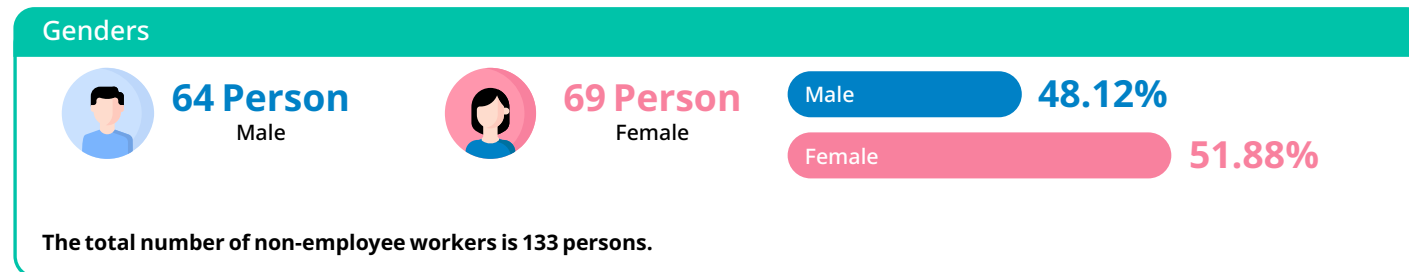 Genders
64 Person
Male
69 Person
Female
Male 48.12%
Female 51.88%
The total number of non-employee workers is 133 persons.